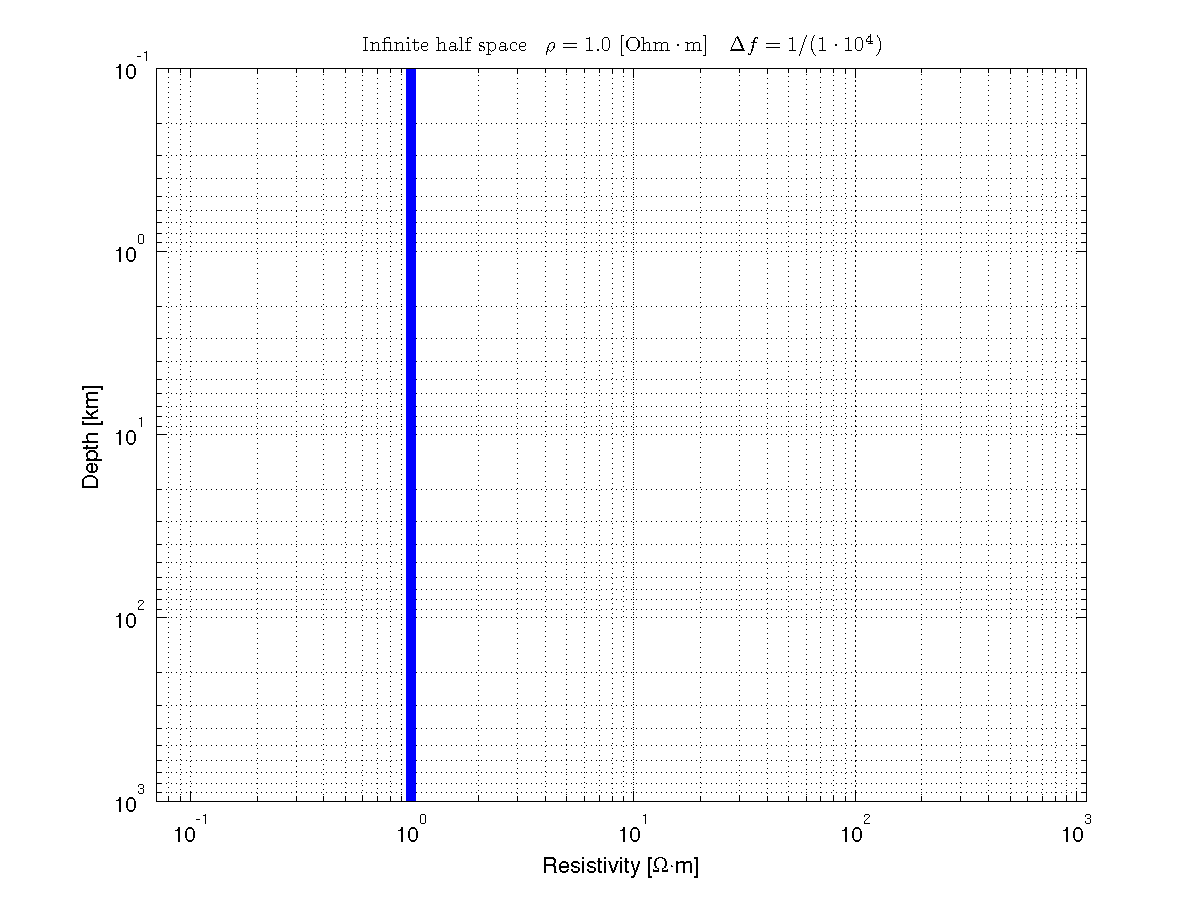 Infinite half space ρ = 1.0 [Ohm · m] Δf = 1/(1 · 10⁴)
10⁻¹
10⁰
10¹
10²
10³
Depth [km]
10⁻¹ 10⁰ 10¹ 10² 10³
Resistivity [Ω·m]